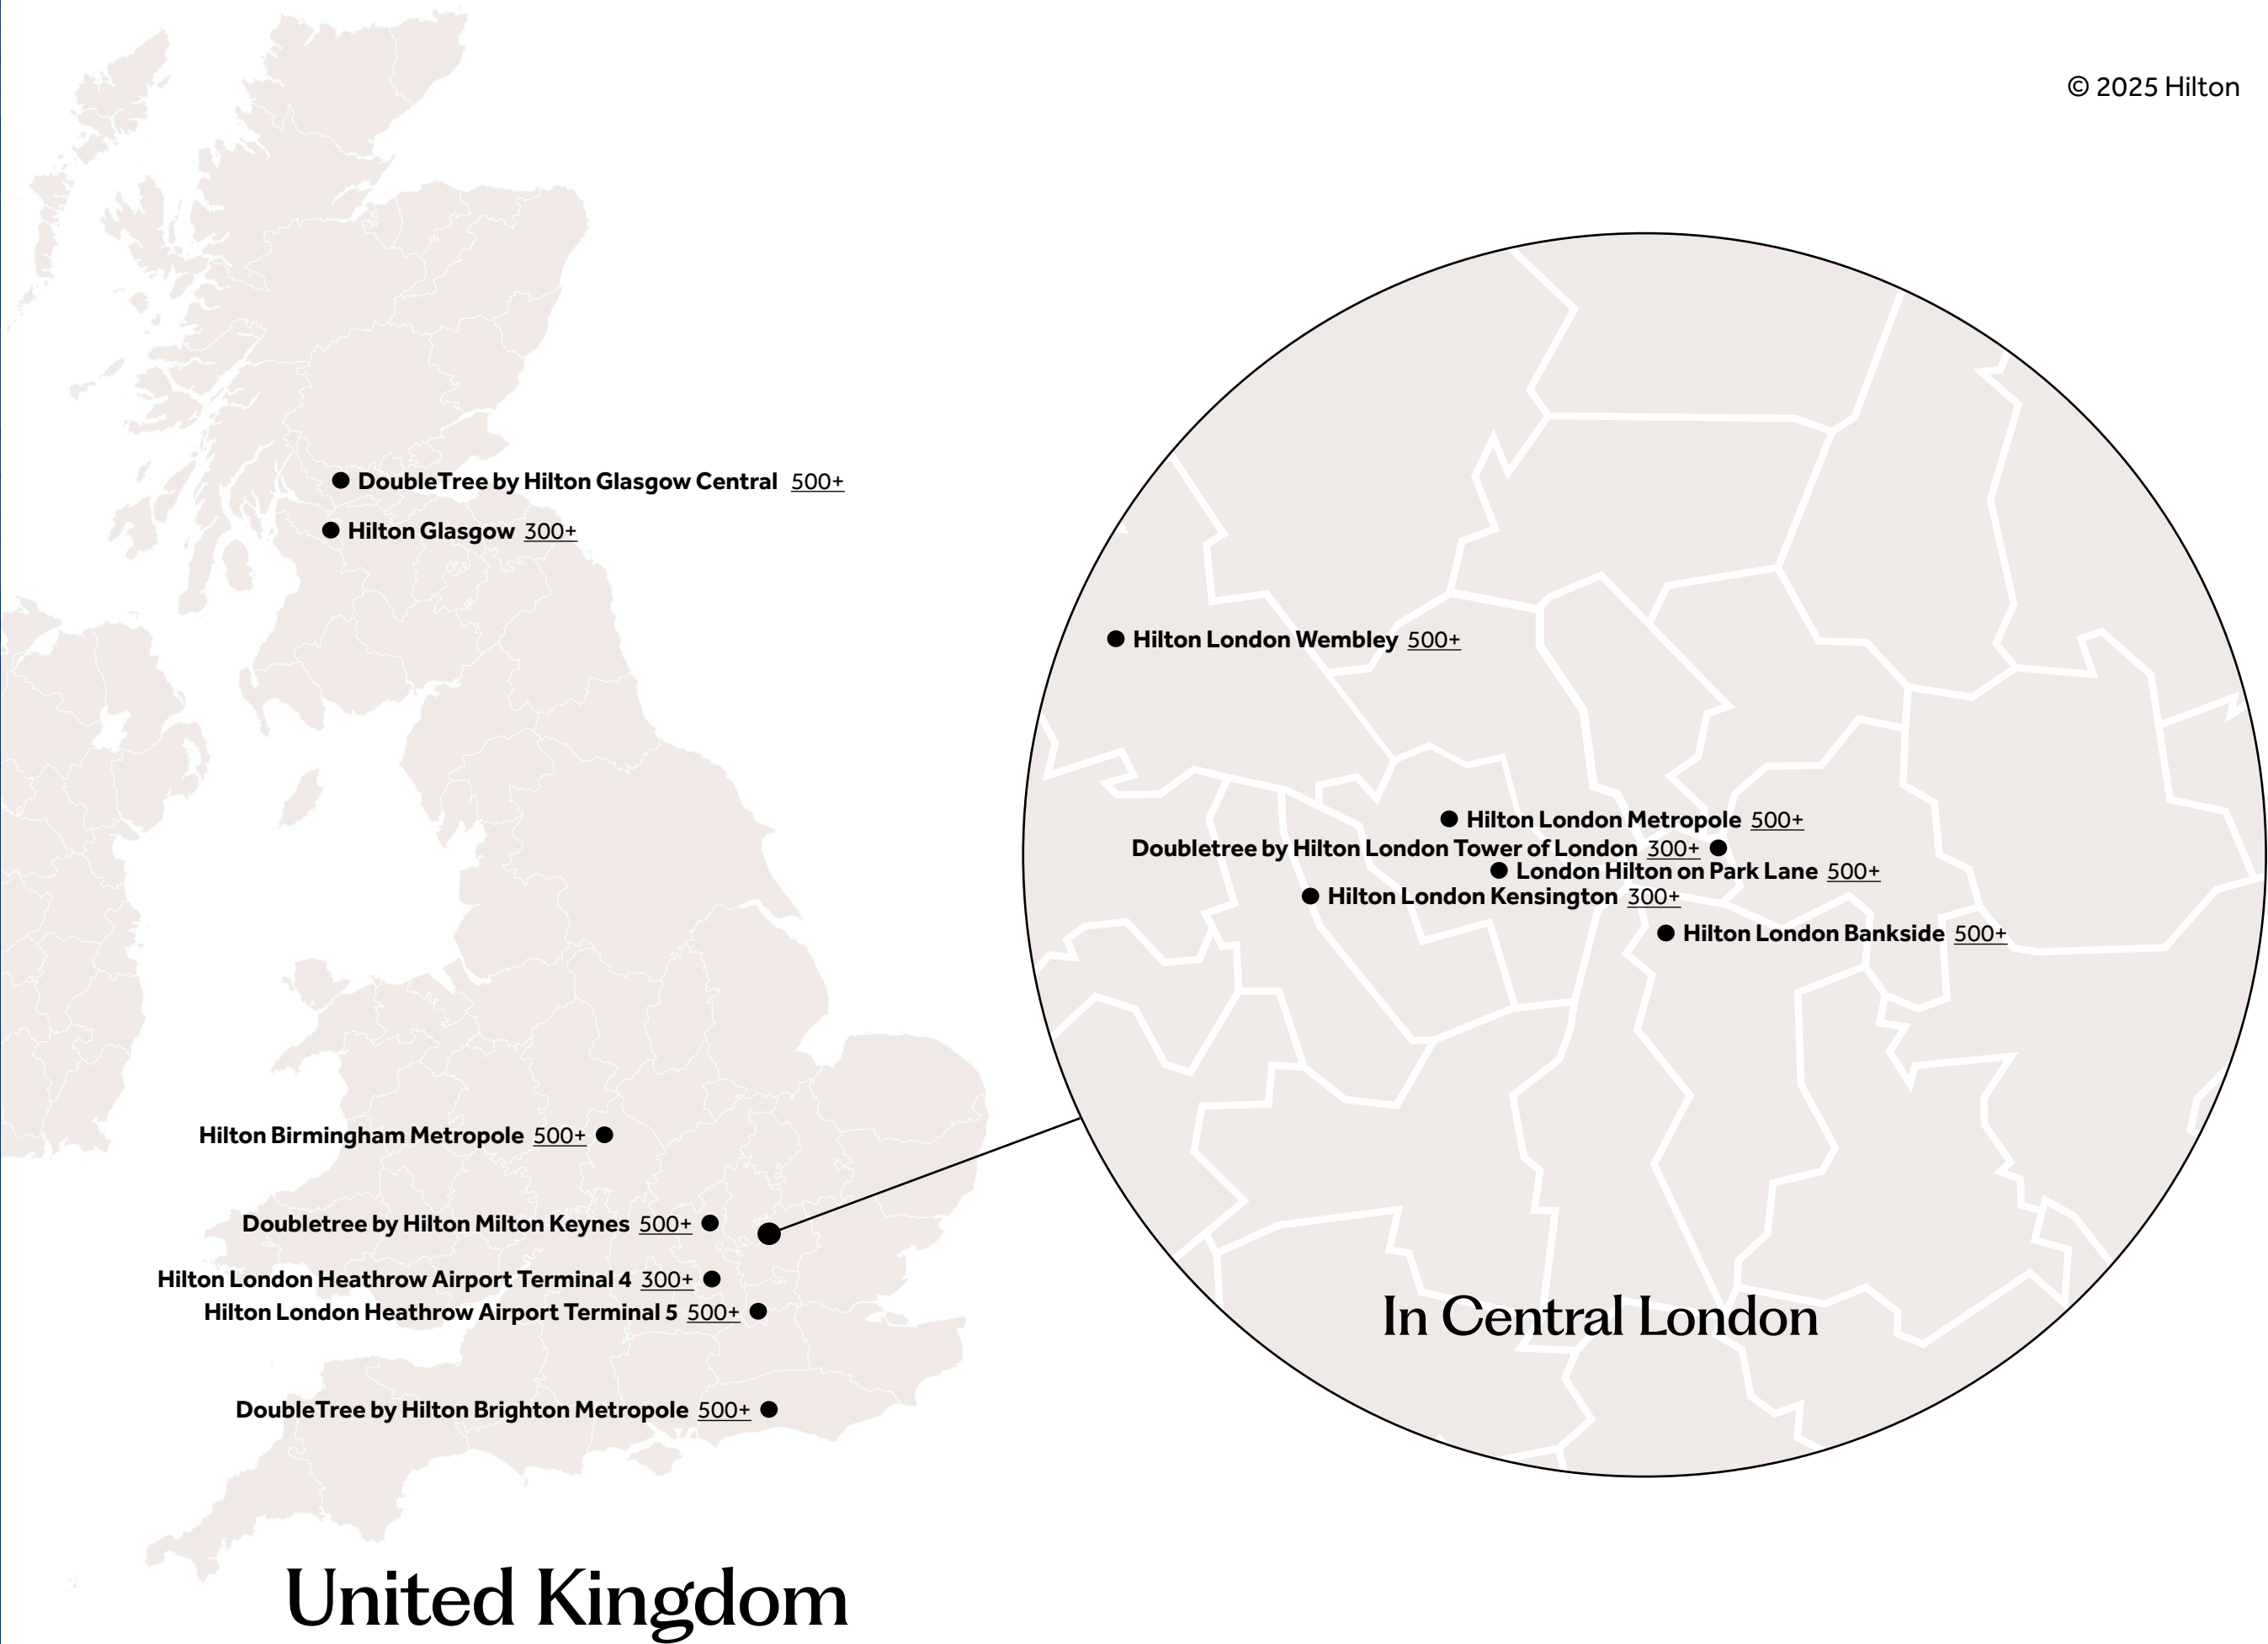 © 2025 Hilton
DoubleTree by Hilton Glasgow Central 500+
Hilton Glasgow 300+
Hilton Birmingham Metropole 500+
Doubletree by Hilton Milton Keynes 500+
Hilton London Heathrow Airport Terminal 4 300+
Hilton London Heathrow Airport Terminal 5 500+
DoubleTree by Hilton Brighton Metropole 500+
United Kingdom
Hilton London Wembley 500+
Hilton London Metropole 500+
Doubletree by Hilton London Tower of London 300+
London Hilton on Park Lane 500+
Hilton London Kensington 300+
Hilton London Bankside 500+
In Central London